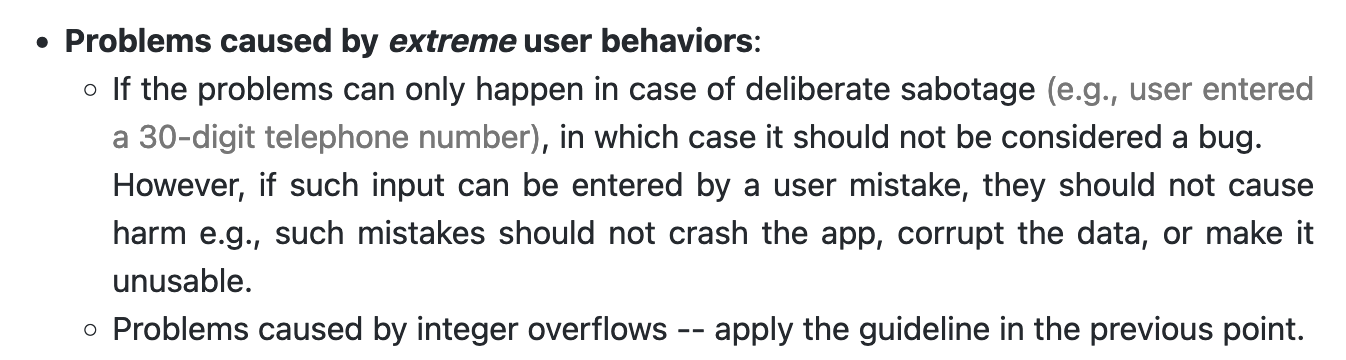 • Problems caused by extreme user behaviors:
○ If the problems can only happen in case of deliberate sabotage (e.g., user entered
a 30-digit telephone number), in which case it should not be considered a bug.
However, if such input can be entered by a user mistake, they should not cause
harm e.g., such mistakes should not crash the app, corrupt the data, or make it
unusable.
○ Problems caused by integer overflows -- apply the guideline in the previous point.